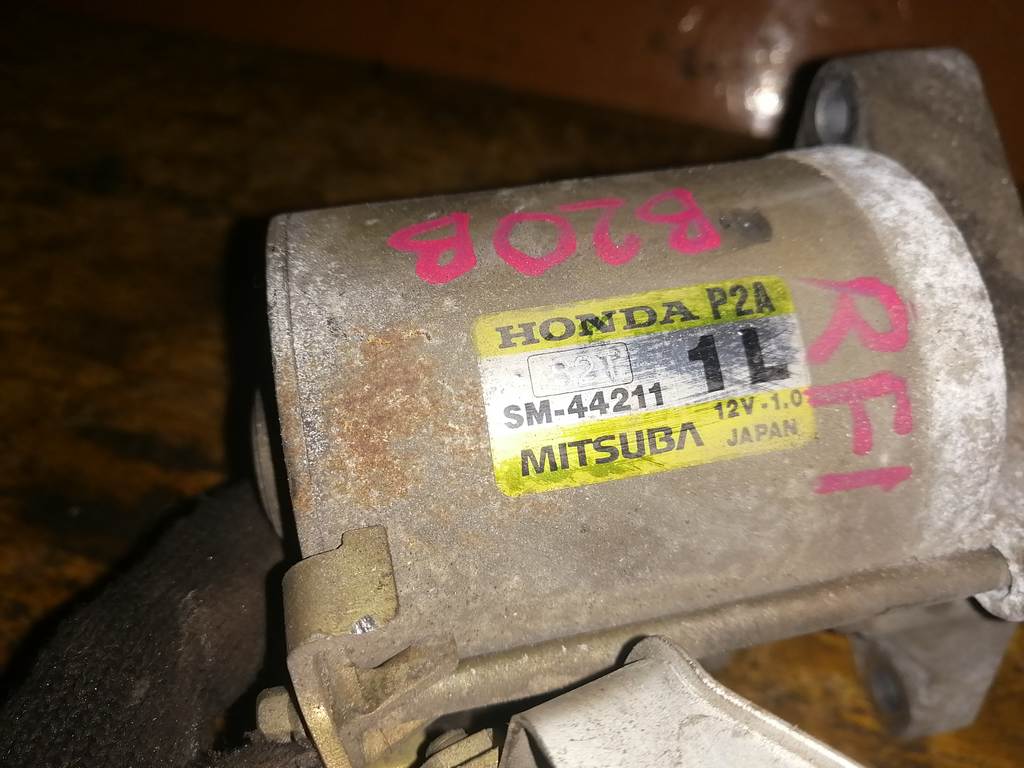 B20B
RF1
HONDA P2A
1L
SM-44211
12V-1.0
MITSUBA JAPAN